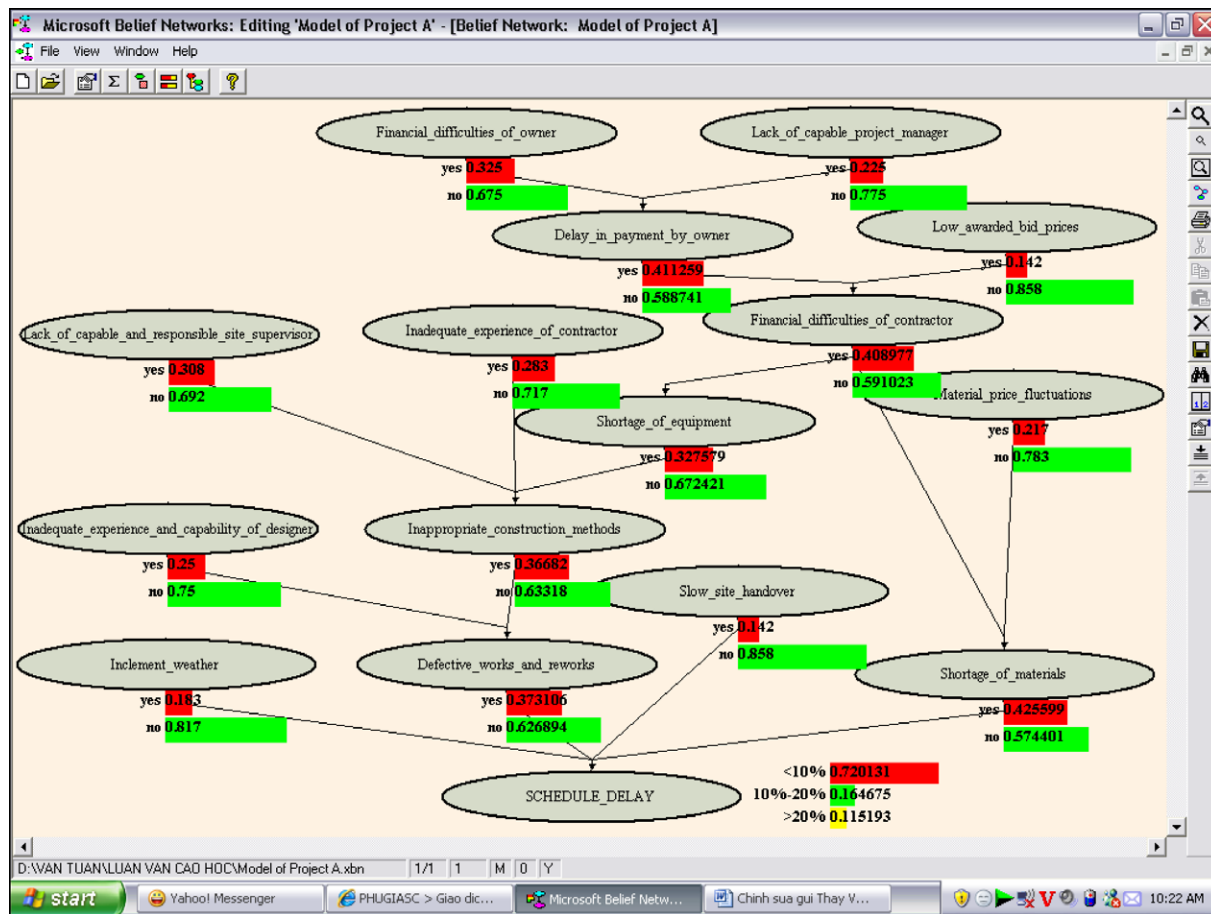 Microsoft Belief Networks: Editing 'Model of Project A' - [Belief Network: Model of Project A]
File View Window Help
Financial_difficulties_of_owner
yes 0.325
no 0.675
Lack_of_capable_project_manager
yes 0.225
no 0.775
Delay_in_payment_by_owner
yes 0.411259
no 0.588741
Low_awarded_bid_prices
yes 0.142
no 0.858
Lack_of_capable_and_responsible_site_supervisor
yes 0.308
no 0.692
Inadequate_experience_of_contractor
yes 0.283
no 0.717
Financial_difficulties_of_contractor
yes 0.408977
no 0.591023
Shortage_of_equipment
yes 0.327579
no 0.672421
Material_price_fluctuations
yes 0.217
no 0.783
Inadequate_experience_and_capability_of_designer
yes 0.25
no 0.75
Inappropriate_construction_methods
yes 0.36682
no 0.63318
Slow_site_handover
yes 0.142
no 0.858
Inclement_weather
yes 0.183
no 0.817
Defective_works_and_reworks
yes 0.373106
no 0.626894
Shortage_of_materials
yes 0.425599
no 0.574401
SCHEDULE_DELAY
<10% 0.720131
10%-20% 0.164675
>20% 0.115193
D:\VAN TUAN\LUAN VAN CAO HOC\Model of Project A.xbn 1/1 1 M 0 Y
start Yahoo! Messenger PHUGIASC > Giao dic... Microsoft Belief Netw... Chinh sua gui Thay V... 10:22 AM